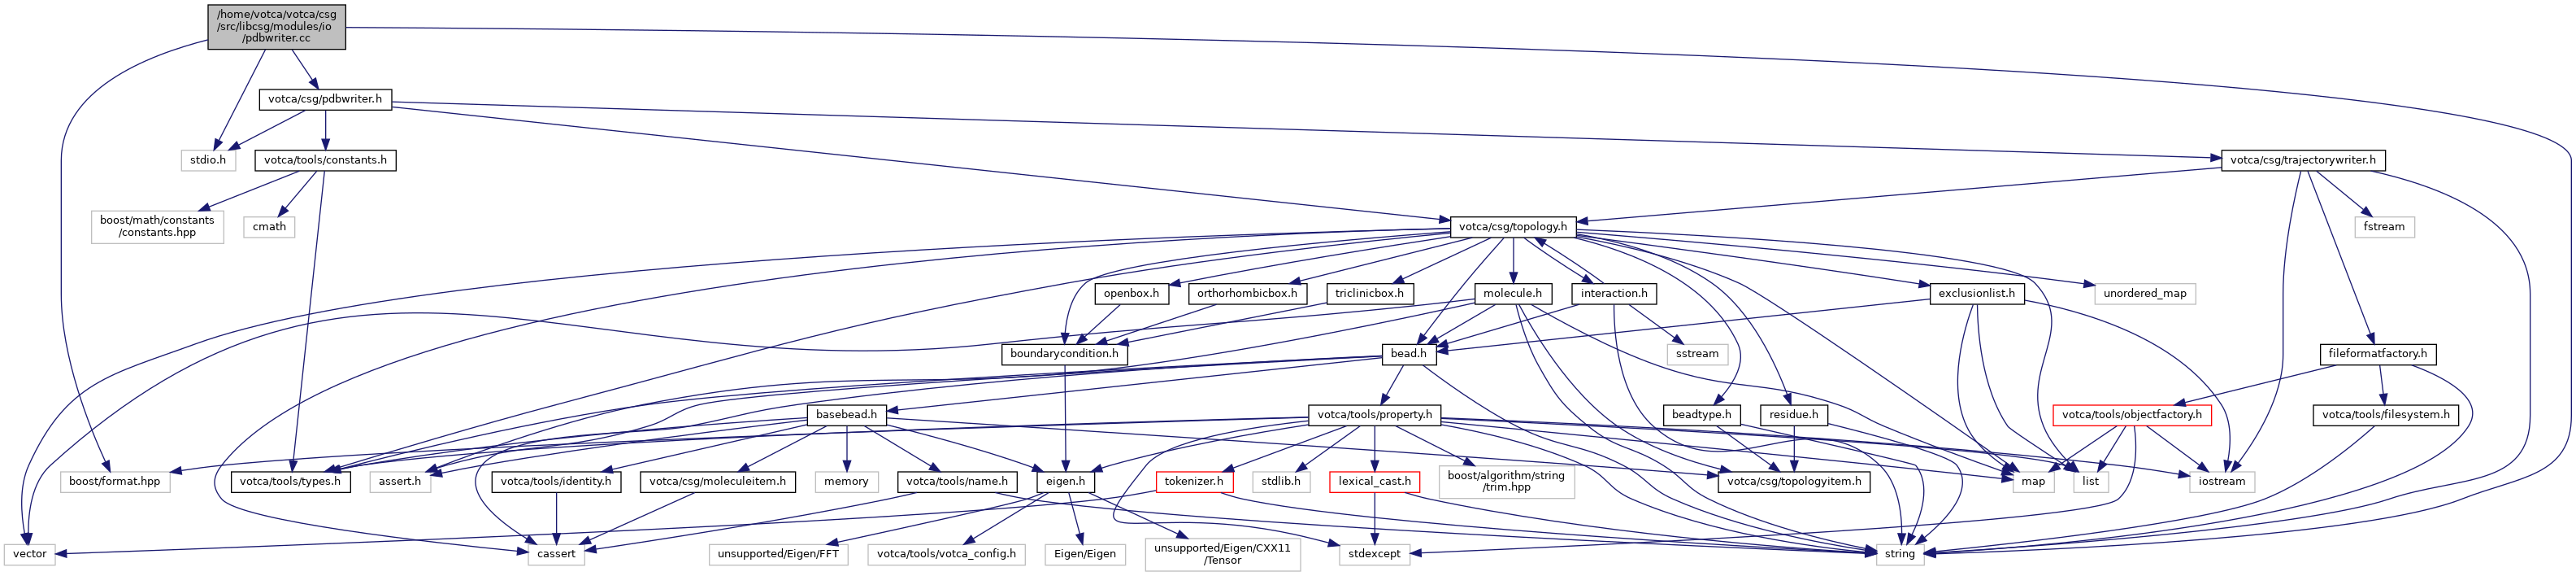 /home/votca/votca/csg
/src/libcsg/modules/io
/pdbwriter.cc
votca/csg/pdbwriter.h
stdio.h
votca/tools/constants.h
votca/csg/trajectorywriter.h
boost/math/constants
/constants.hpp
cmath
votca/csg/topology.h
fstream
openbox.h
orthorhombicbox.h
triclinicbox.h
molecule.h
interaction.h
exclusionlist.h
unordered_map
boundarycondition.h
bead.h
sstream
fileformatfactory.h
basebead.h
votca/tools/property.h
beadtype.h
residue.h
votca/tools/objectfactory.h
votca/tools/filesystem.h
boost/format.hpp
votca/tools/types.h
assert.h
votca/tools/identity.h
votca/csg/moleculeitem.h
memory
votca/tools/name.h
eigen.h
tokenizer.h
stdlib.h
lexical_cast.h
boost/algorithm/string
/trim.hpp
votca/csg/topologyitem.h
map
list
iostream
vector
cassert
unsupported/Eigen/FFT
votca/tools/votca_config.h
Eigen/Eigen
unsupported/Eigen/CXX11
/Tensor
stdexcept
string